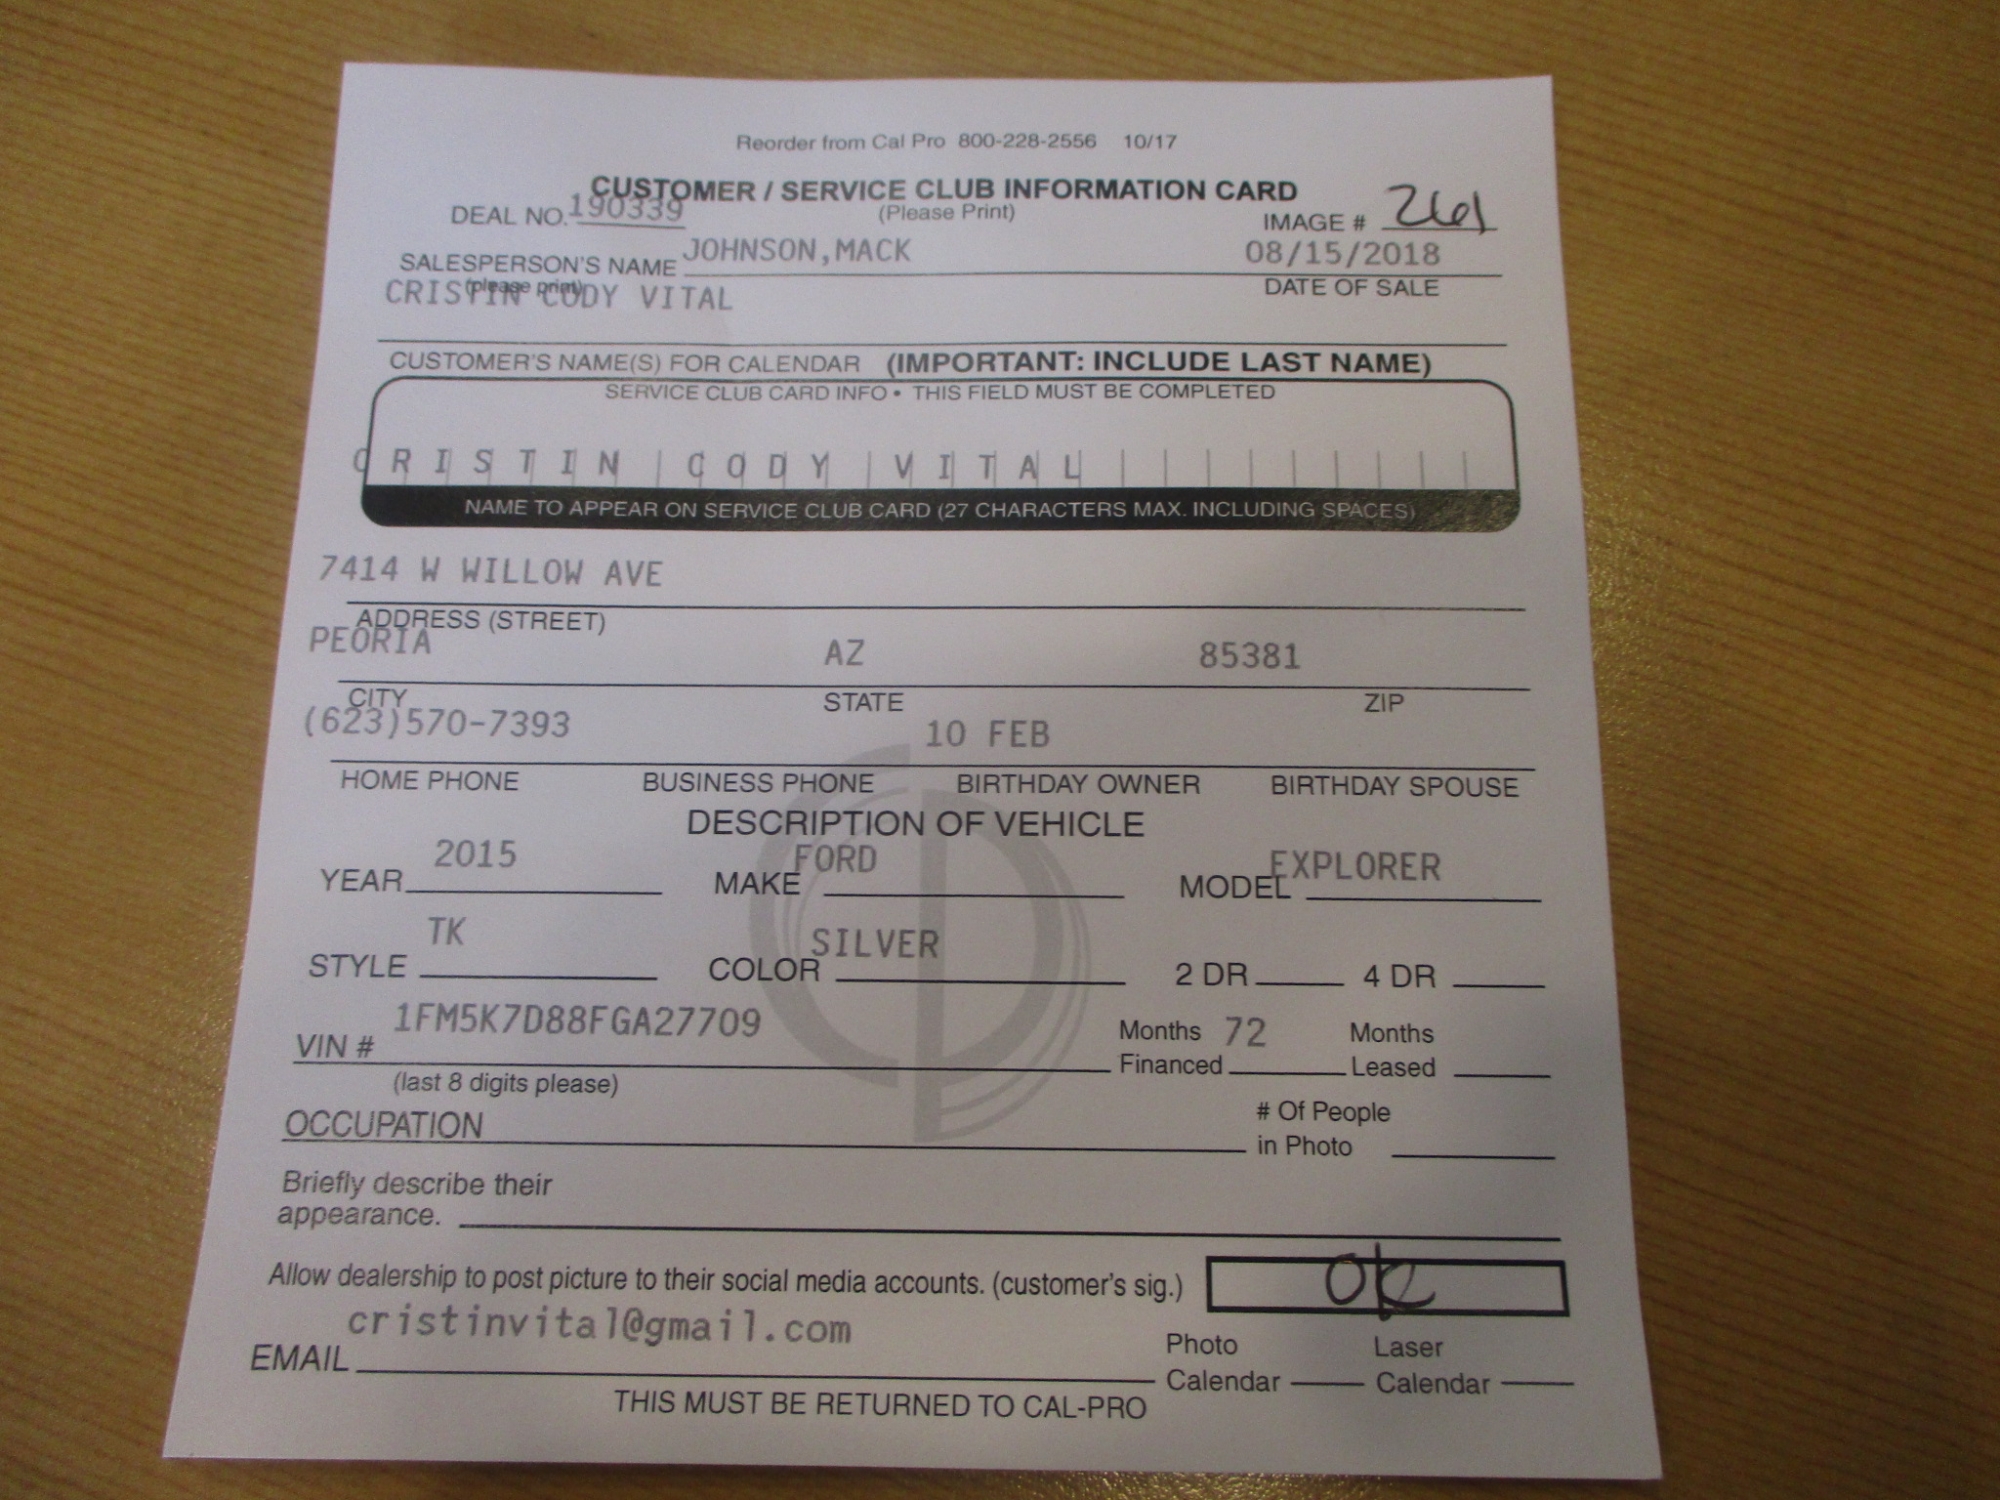 Reorder from Cal Pro 800-228-2556 10/17
CUSTOMER / SERVICE CLUB INFORMATION CARD
DEAL NO. 190339 (Please Print) IMAGE # 261
SALESPERSON'S NAME JOHNSON,MACK 08/15/2018
(please print) DATE OF SALE
CRISTIN CODY VITAL
CUSTOMER'S NAME(S) FOR CALENDAR (IMPORTANT: INCLUDE LAST NAME)
SERVICE CLUB CARD INFO • THIS FIELD MUST BE COMPLETED
CRISTIN CODY VITAL
NAME TO APPEAR ON SERVICE CLUB CARD (27 CHARACTERS MAX. INCLUDING SPACES)
7414 W WILLOW AVE
ADDRESS (STREET)
PEORIA AZ 85381
CITY STATE ZIP
(623)570-7393 10 FEB
HOME PHONE BUSINESS PHONE BIRTHDAY OWNER BIRTHDAY SPOUSE
DESCRIPTION OF VEHICLE
YEAR 2015 MAKE FORD MODEL EXPLORER
STYLE TK COLOR SILVER 2 DR 4 DR
VIN # 1FM5K7D88FGA27709 Months Financed 72 Months Leased
(last 8 digits please)
OCCUPATION # Of People in Photo
Briefly describe their
appearance.
Allow dealership to post picture to their social media accounts. (customer's sig.) OK
EMAIL cristinvital@gmail.com Photo Calendar Laser Calendar
THIS MUST BE RETURNED TO CAL-PRO